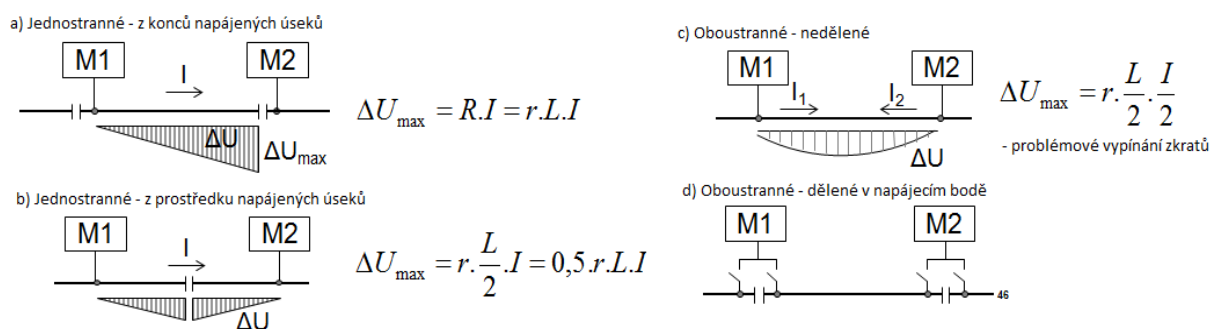 a) Jednostranné - z konců napájených úseků
M1 M2
I
ΔU
ΔUmax
ΔUmax = R.I = r.L.I
b) Jednostranné - z prostředku napájených úseků
M1 M2
I
ΔU
ΔUmax = r.L/2.I = 0,5.r.L.I
c) Oboustranné - nedělené
M1 M2
I1 I2
ΔU
ΔUmax = r.L/2.I/2
- problémové vypínání zkratů
d) Oboustranné - dělené v napájecím bodě
M1 M2
46